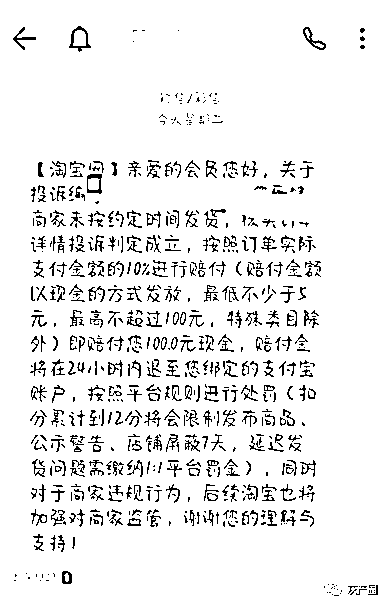 【淘宝网】亲爱的会员您好，关于
投诉编
商家未按约定时间发货，
详情投诉判定成立，按照订单实际
支付金额的10%进行赔付（赔付金额
以现金的方式发放，最低不少于5
元，最高不超过100元，特殊类目除
外）即赔付您100.0元现金，赔付金
将在24小时内退至您绑定的支付宝
账户，按照平台规则进行处罚（扣
分累计到12分将会限制发布商品、
公示警告、店铺屏蔽7天，延迟发
货问题需缴纳1:1平台罚金），同时
对于商家违规行为，后续淘宝也将
加强对商家监管，谢谢您的理解与
支持！
灰产圈